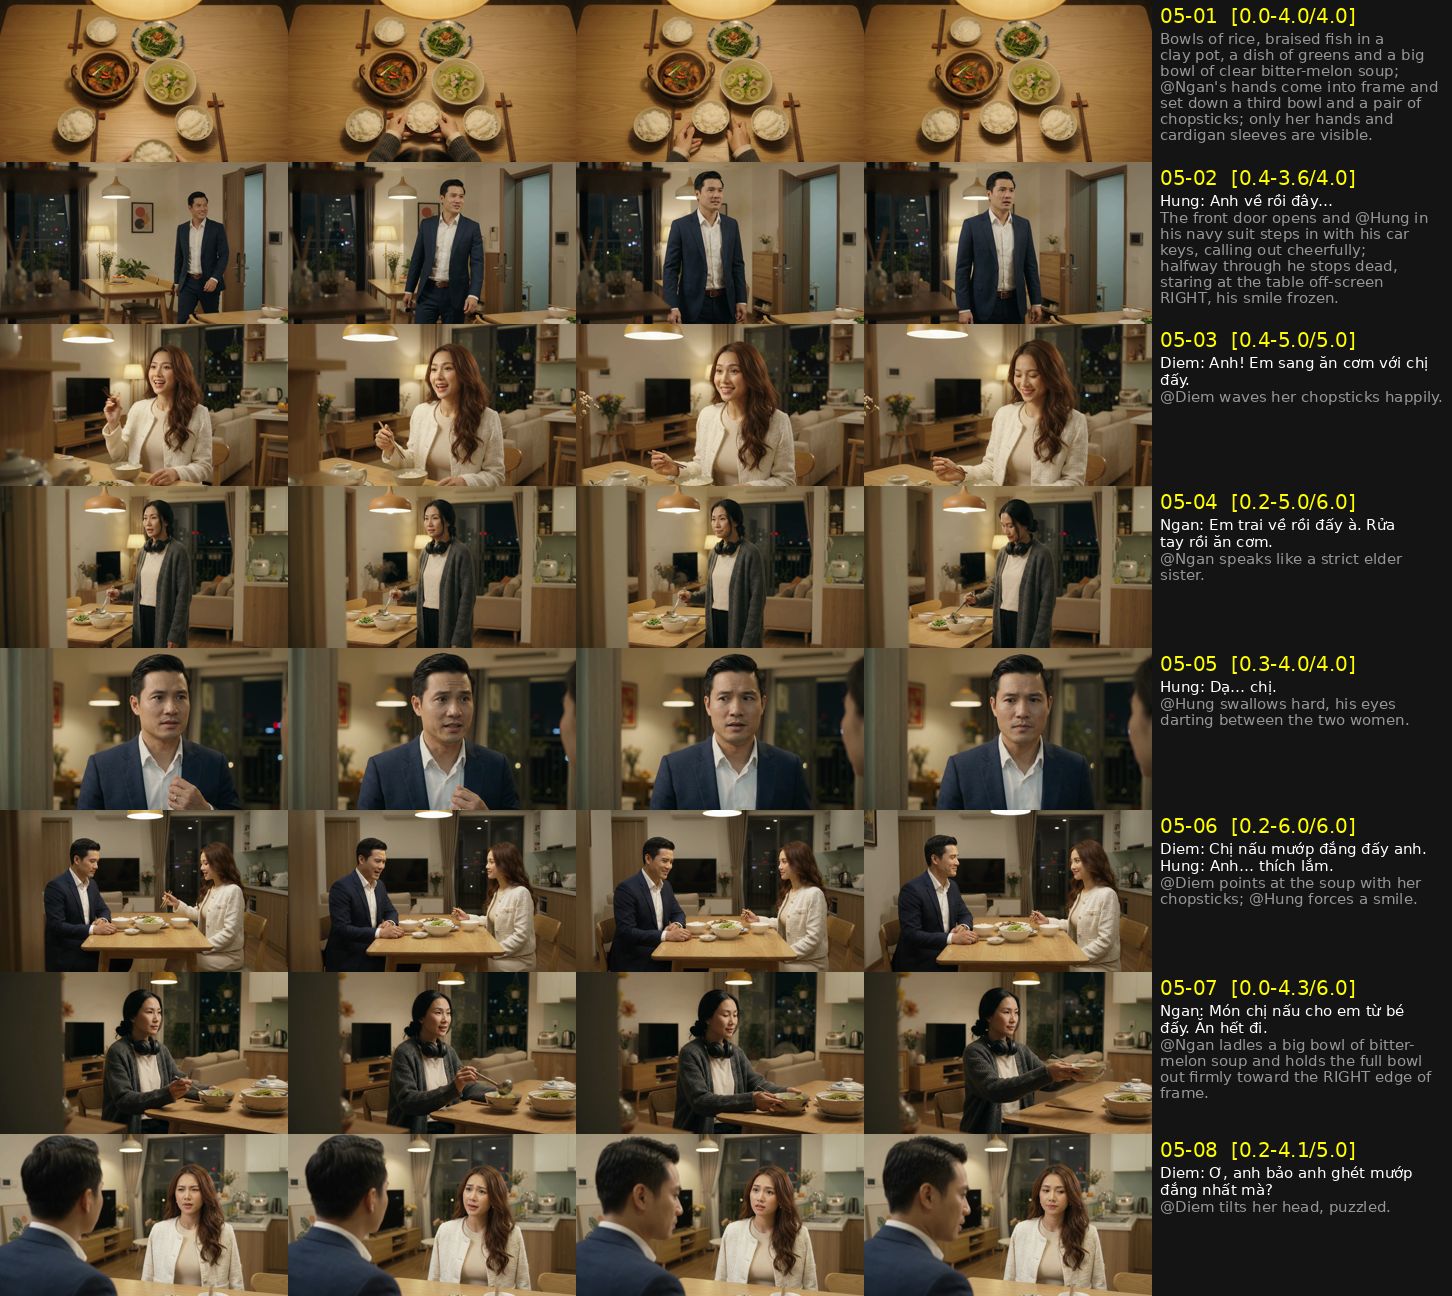 05-01  [0.0-4.0/4.0]
Bowls of rice, braised fish in a
clay pot, a dish of greens and a big
bowl of clear bitter-melon soup;
@Ngan's hands come into frame and
set down a third bowl and a pair of
chopsticks; only her hands and
cardigan sleeves are visible.
05-02  [0.4-3.6/4.0]
Hung: Anh về rồi đây...
The front door opens and @Hung in
his navy suit steps in with his car
keys, calling out cheerfully;
halfway through he stops dead,
staring at the table off-screen
RIGHT, his smile frozen.
05-03  [0.4-5.0/5.0]
Diem: Anh! Em sang ăn cơm với chị
đấy.
@Diem waves her chopsticks happily.
05-04  [0.2-5.0/6.0]
Ngan: Em trai về rồi đấy à. Rửa
tay rồi ăn cơm.
@Ngan speaks like a strict elder
sister.
05-05  [0.3-4.0/4.0]
Hung: Dạ... chị.
@Hung swallows hard, his eyes
darting between the two women.
05-06  [0.2-6.0/6.0]
Diem: Chị nấu mướp đắng đấy anh.
Hung: Anh... thích lắm.
@Diem points at the soup with her
chopsticks; @Hung forces a smile.
05-07  [0.0-4.3/6.0]
Ngan: Món chị nấu cho em từ bé
đấy. Ăn hết đi.
@Ngan ladles a big bowl of bitter-
melon soup and holds the full bowl
out firmly toward the RIGHT edge of
frame.
05-08  [0.2-4.1/5.0]
Diem: Ơ, anh bảo anh ghét mướp
đắng nhất mà?
@Diem tilts her head, puzzled.